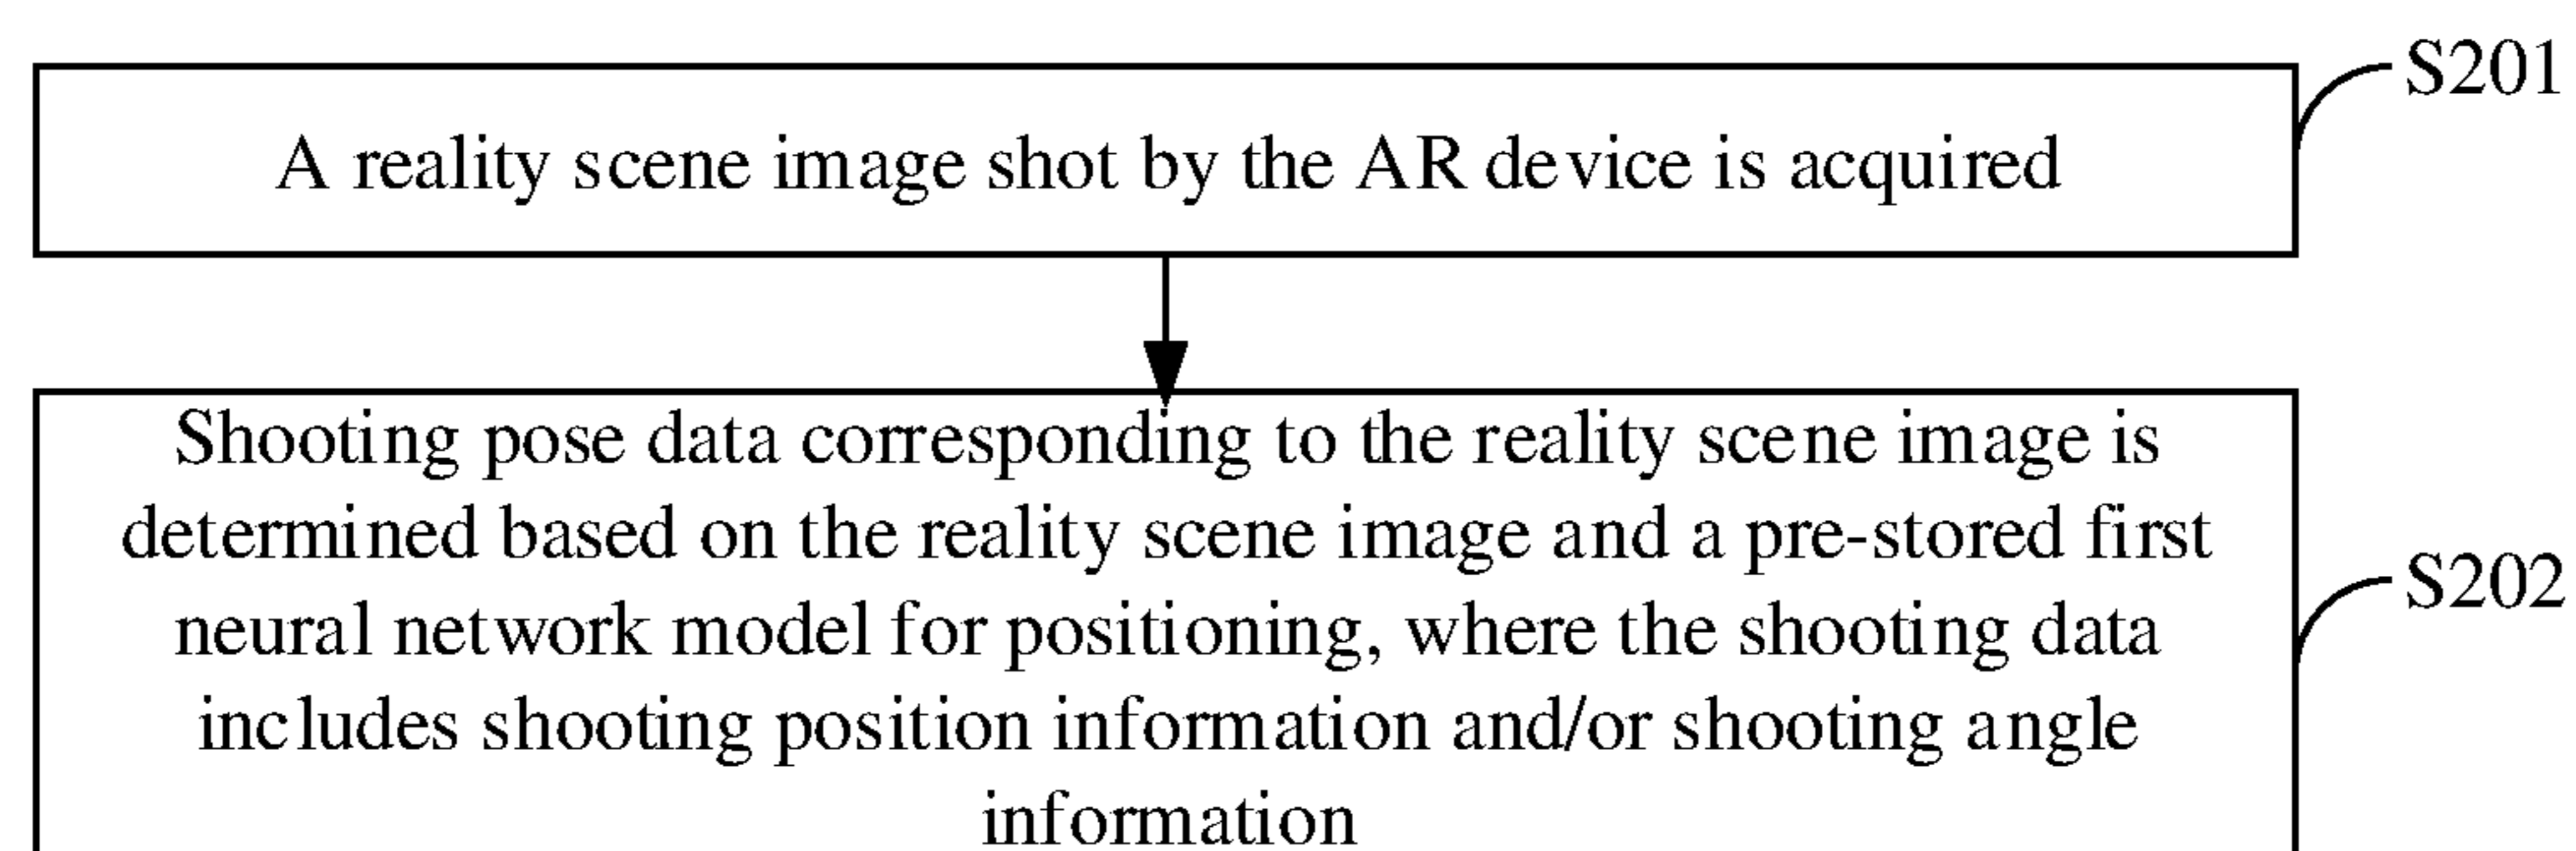 S201
A reality scene image shot by the AR device is acquired
Shooting pose data corresponding to the reality scene image is
determined based on the reality scene image and a pre-stored first
neural network model for positioning, where the shooting data
includes shooting position information and/or shooting angle
information
S202